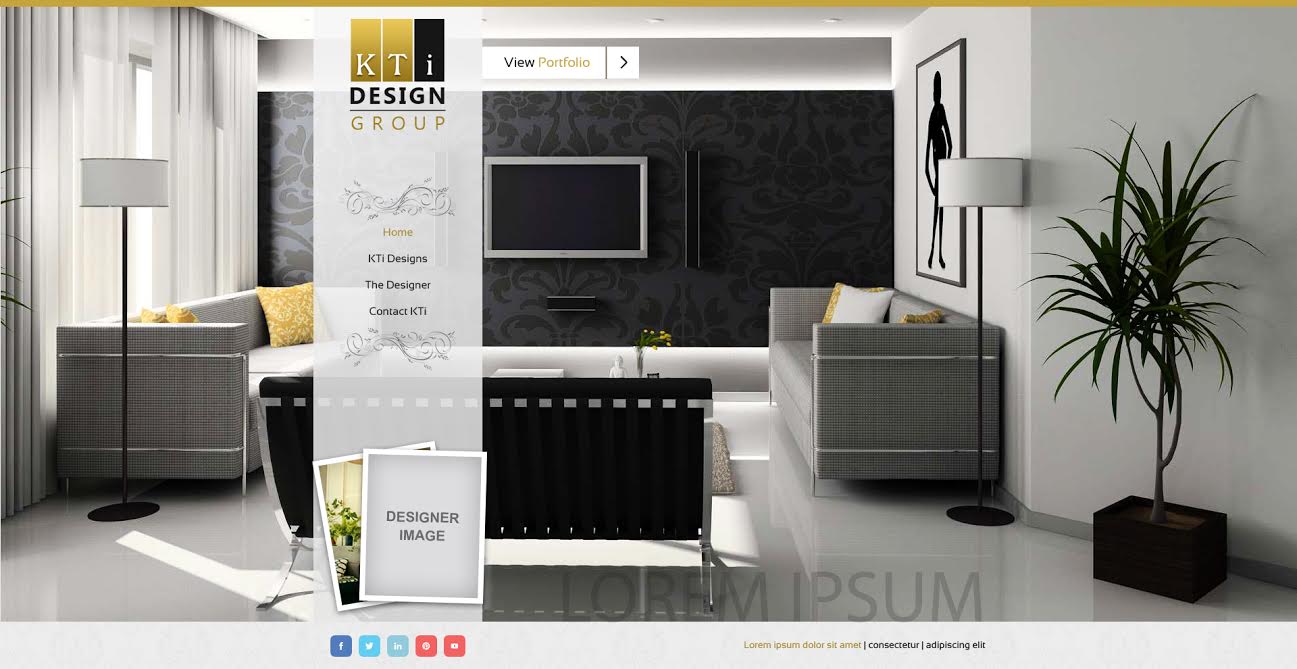 KTi
DESIGN
GROUP
View Portfolio
Home
KTi Designs
The Designer
Contact KTi
DESIGNER
IMAGE
LOREM IPSUM
f in
Lorem ipsum dolor sit amet | consectetur | adipiscing elit